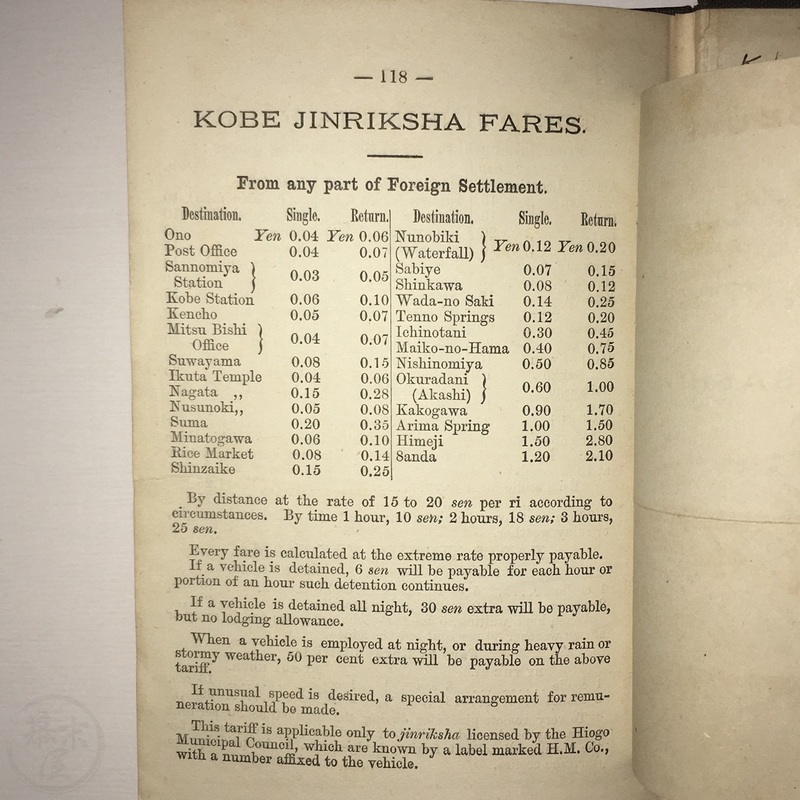 — 118 —
KOBE JINRIKSHA FARES.
From any part of Foreign Settlement.
Destination. Single. Return.
Ono Yen 0.04 Yen 0.06
Post Office 0.04 0.07
Sannomiya
Station 0.03 0.05
Kobe Station 0.06 0.10
Kencho 0.05 0.07
Mitsu Bishi
Office 0.04 0.07
Suwayama 0.08 0.15
Ikuta Temple 0.04 0.06
Nagata ,, 0.15 0.28
Nusunoki,, 0.05 0.08
Suma 0.20 0.35
Minatogawa 0.06 0.10
Rice Market 0.08 0.14
Shinzaike 0.15 0.25
Destination. Single. Return.
Nunobiki
(Waterfall) Yen 0.12 Yen 0.20
Sabiye 0.07 0.15
Shinkawa 0.08 0.12
Wada-no Saki 0.14 0.25
Tenno Springs 0.12 0.20
Ichinotani 0.30 0.45
Maiko-no-Hama 0.40 0.75
Nishinomiya 0.50 0.85
Okuradani
(Akashi) 0.60 1.00
Kakogawa 0.90 1.70
Arima Spring 1.00 1.50
Himeji 1.50 2.80
Sanda 1.20 2.10
By distance at the rate of 15 to 20 sen per ri according to
circumstances. By time 1 hour, 10 sen; 2 hours, 18 sen; 3 hours,
25 sen.
Every fare is calculated at the extreme rate properly payable.
If a vehicle is detained, 6 sen will be payable for each hour or
portion of an hour such detention continues.
If a vehicle is detained all night, 30 sen extra will be payable,
but no lodging allowance.
When a vehicle is employed at night, or during heavy rain or
stormy weather, 50 per cent extra will be payable on the above
tariff.
If unusual speed is desired, a special arrangement for remu-
neration should be made.
This tariff is applicable only to jinriksha licensed by the Hiogo
Municipal Council, which are known by a label marked H.M. Co.,
with a number affixed to the vehicle.